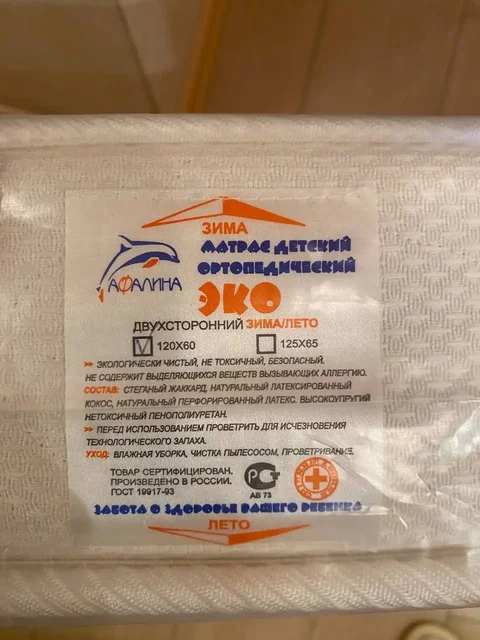 ЗИМА
МАТРАС ДЕТСКИЙ
ОРТОПЕДИЧЕСКИЙ
АФАЛИНА
ЭКО
ДВУХСТОРОННИЙ ЗИМА/ЛЕТО
120Х60 125Х65
>> ЭКОЛОГИЧЕСКИ ЧИСТЫЙ, НЕ ТОКСИЧНЫЙ, БЕЗОПАСНЫЙ.
НЕ СОДЕРЖИТ ВЫДЕЛЯЮЩИХСЯ ВЕЩЕСТВ ВЫЗЫВАЮЩИХ АЛЛЕРГИЮ.
СОСТАВ: СТЕГАНЫЙ ЖАККАРД, НАТУРАЛЬНЫЙ ЛАТЕКСИРОВАННЫЙ
КОКОС, НАТУРАЛЬНЫЙ ПЕРФОРИРОВАННЫЙ ЛАТЕКС. ВЫСОКОУПРУГИЙ
НЕТОКСИЧНЫЙ ПЕНОПОЛИУРЕТАН.
>> ПЕРЕД ИСПОЛЬЗОВАНИЕМ ПРОВЕТРИТЬ ДЛЯ ИСЧЕЗНОВЕНИЯ
ТЕХНОЛОГИЧЕСКОГО ЗАПАХА.
УХОД: ВЛАЖНАЯ УБОРКА, ЧИСТКА ПЫЛЕСОСОМ, ПРОВЕТРИВАНИЕ.
ТОВАР СЕРТИФИЦИРОВАН.
ПРОИЗВЕДЕНО В РОССИИ.
ГОСТ 19917-93
РСТ
АВ 73
ЗАБОТА О ЗДОРОВЬЕ ВАШЕГО РЕБЕНКА
ЛЕТО